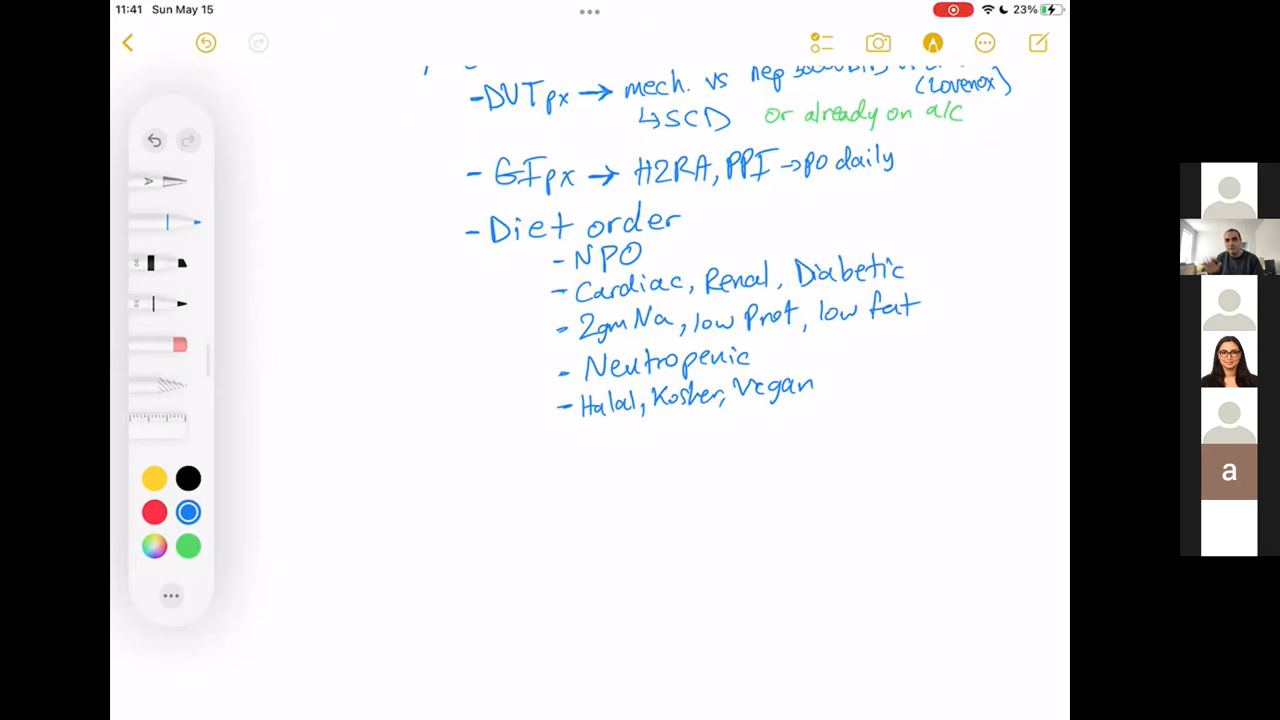 11:41 Sun May 15
23%
- DVTpx → mech. vs hep
(Lovenox)
↳ SCD or already on a/c
- GIpx → H2RA, PPI → po daily
- Diet order
- NPO
- Cardiac, Renal, Diabetic
- 2gm Na, low Prot, low fat
- Neutropenic
- Halal, Kosher, Vegan
a